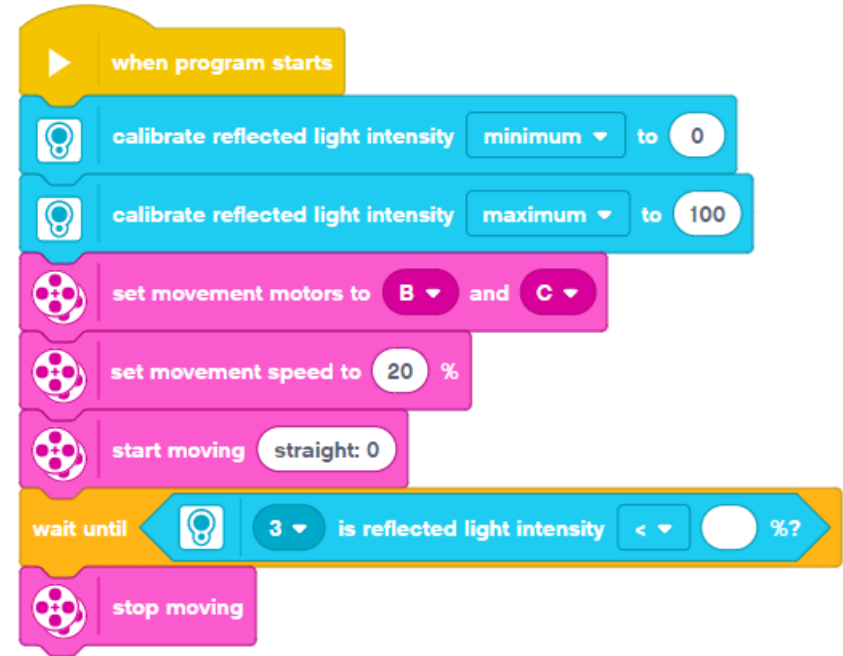 when program starts
calibrate reflected light intensity minimum to 0
calibrate reflected light intensity maximum to 100
set movement motors to B and C
set movement speed to 20 %
start moving straight: 0
wait until 3 is reflected light intensity < %?
stop moving